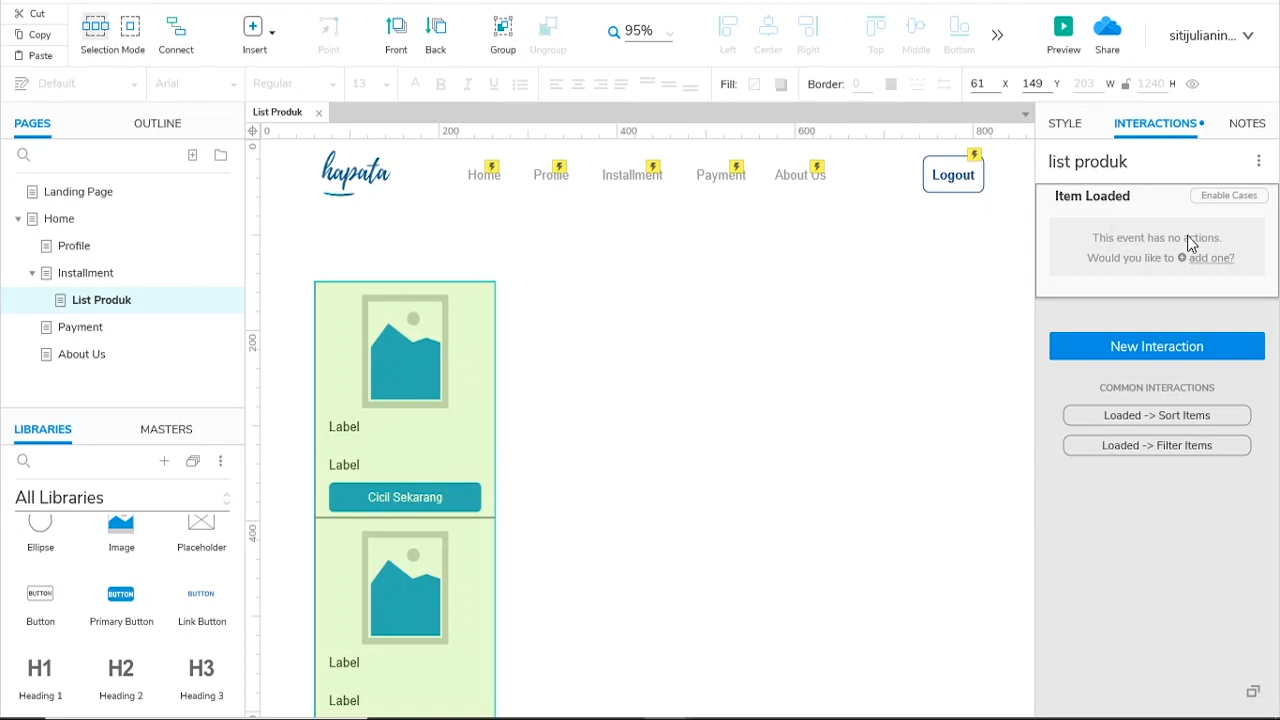 Cut
Copy
Paste
Selection Mode
Connect
Insert
Point
Front
Back
Group
Ungroup
95%
Left
Center
Right
Top
Middle
Bottom
Preview
Share
sitijulianin...
Default
Arial
Regular
13
A B I U
Fill:
Border: 0
61 X 149 Y 203 W 1240 H
PAGES
OUTLINE
Landing Page
Home
Profile
Installment
List Produk
Payment
About Us
LIBRARIES
MASTERS
All Libraries
Ellipse
Image
Placeholder
BUTTON
BUTTON
BUTTON
Button
Primary Button
Link Button
H1
H2
H3
Heading 1
Heading 2
Heading 3
List Produk
0 200 400 600 800
0
200
400
hapata
Home
Profile
Installment
Payment
About Us
Logout
Label
Label
Cicil Sekarang
Label
Label
STYLE
INTERACTIONS
NOTES
list produk
Item Loaded
Enable Cases
This event has no actions.
Would you like to add one?
New Interaction
COMMON INTERACTIONS
Loaded -> Sort Items
Loaded -> Filter Items